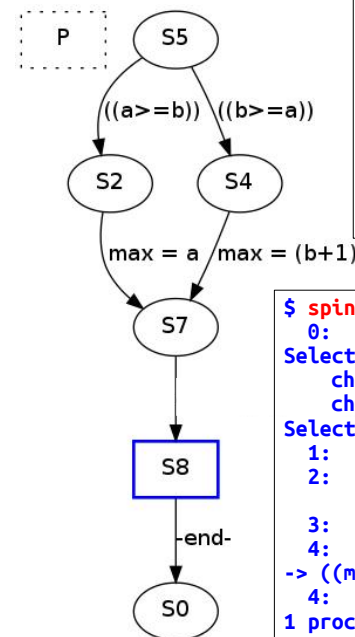 P
S5
((a>=b)) ((b>=a))
S2 S4
max = a max = (b+1)
S7
$ spin
0:
Select
ch
ch
Select
1:
2:
3:
4:
-> ((m
4:
1 proc
S8
-end-
S0